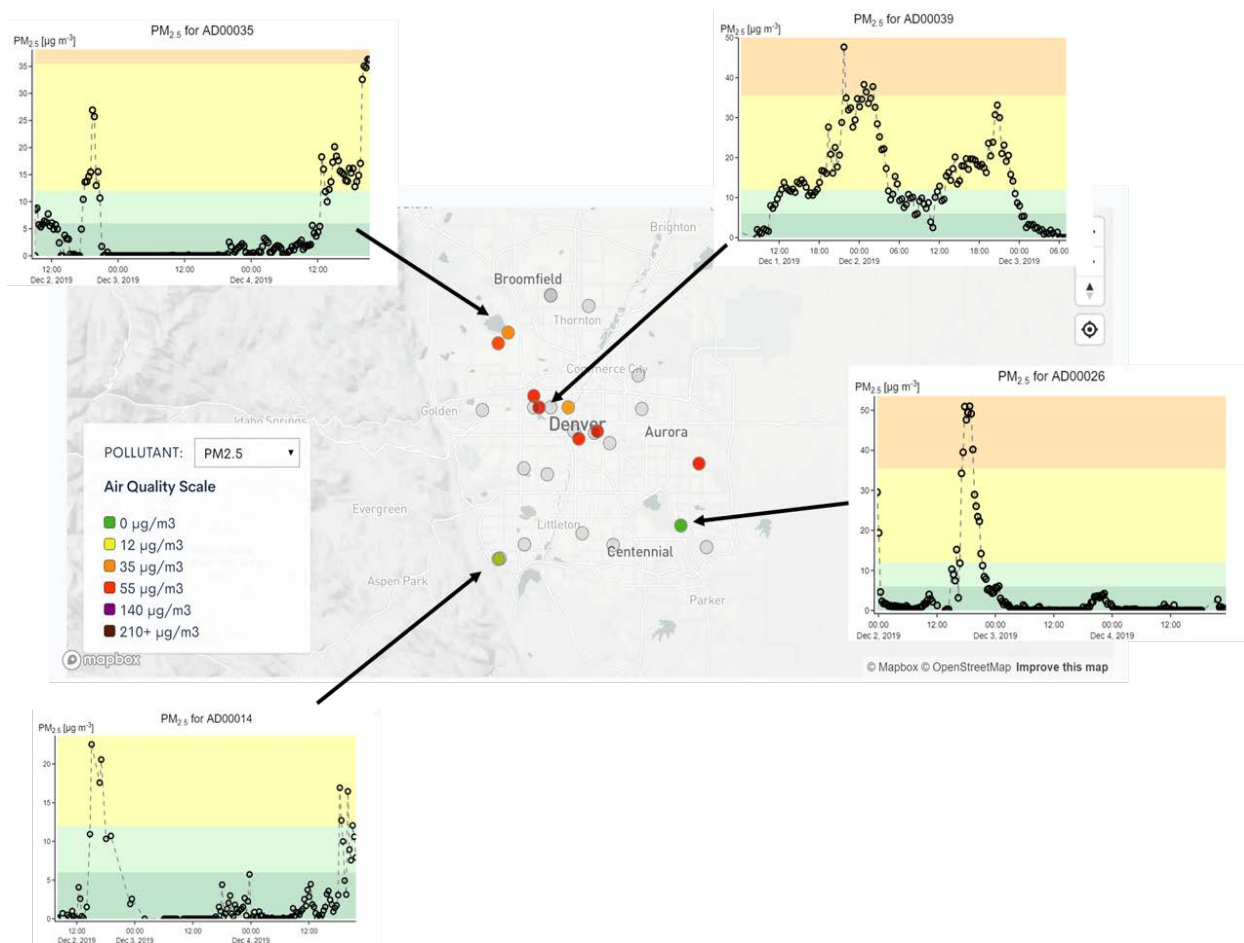 PM2.5 for AD00035
PM2.5 [µg m-3]
35
30
25
20
15
10
5
0
12:00 00:00 12:00 00:00 12:00
Dec 2, 2019 Dec 3, 2019 Dec 4, 2019
PM2.5 for AD00039
PM2.5 [µg m-3]
50
40
30
20
10
0
12:00 18:00 00:00 06:00 12:00 18:00 00:00 06:00
Dec 1, 2019 Dec 2, 2019 Dec 3, 2019
Brighton
Broomfield
Thornton
Commerce City
Golden
Idaho Springs
Denver
Aurora
Evergreen
Littleton
Centennial
Aspen Park
Parker
POLLUTANT: PM2.5
Air Quality Scale
0 µg/m3
12 µg/m3
35 µg/m3
55 µg/m3
140 µg/m3
210+ µg/m3
mapbox
© Mapbox © OpenStreetMap Improve this map
PM2.5 for AD00026
PM2.5 [µg m-3]
50
40
30
20
10
0
00:00 12:00 00:00 12:00 00:00 12:00
Dec 2, 2019 Dec 3, 2019 Dec 4, 2019
PM2.5 for AD00014
PM2.5 [µg m-3]
20
15
10
5
0
12:00 00:00 12:00 00:00 12:00
Dec 2, 2019 Dec 3, 2019 Dec 4, 2019